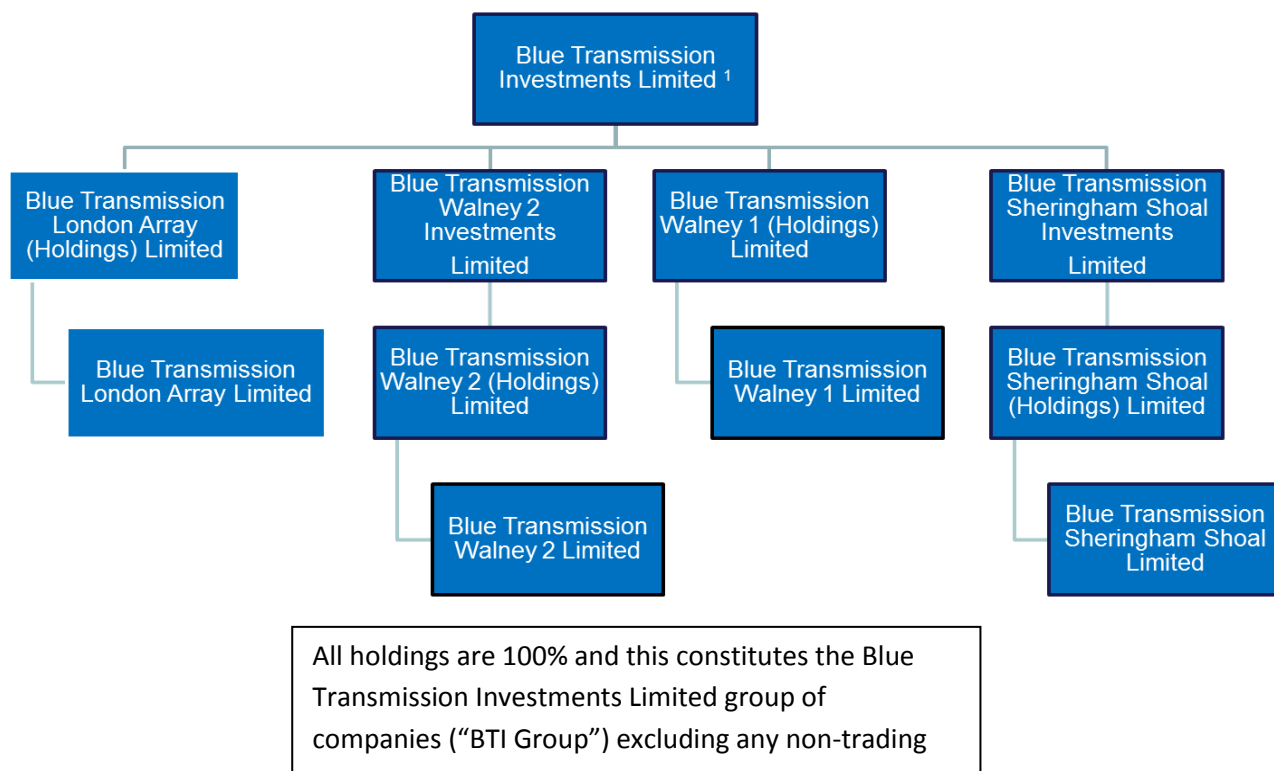 Blue Transmission
Investments Limited ¹
Blue Transmission
London Array
(Holdings) Limited
Blue Transmission
Walney 2
Investments
Limited
Blue Transmission
Walney 1 (Holdings)
Limited
Blue Transmission
Sheringham Shoal
Investments
Limited
Blue Transmission
London Array Limited
Blue Transmission
Walney 2 (Holdings)
Limited
Blue Transmission
Walney 1 Limited
Blue Transmission
Sheringham Shoal
(Holdings) Limited
Blue Transmission
Walney 2 Limited
Blue Transmission
Sheringham Shoal
Limited
All holdings are 100% and this constitutes the Blue
Transmission Investments Limited group of
companies (“BTI Group”) excluding any non-trading